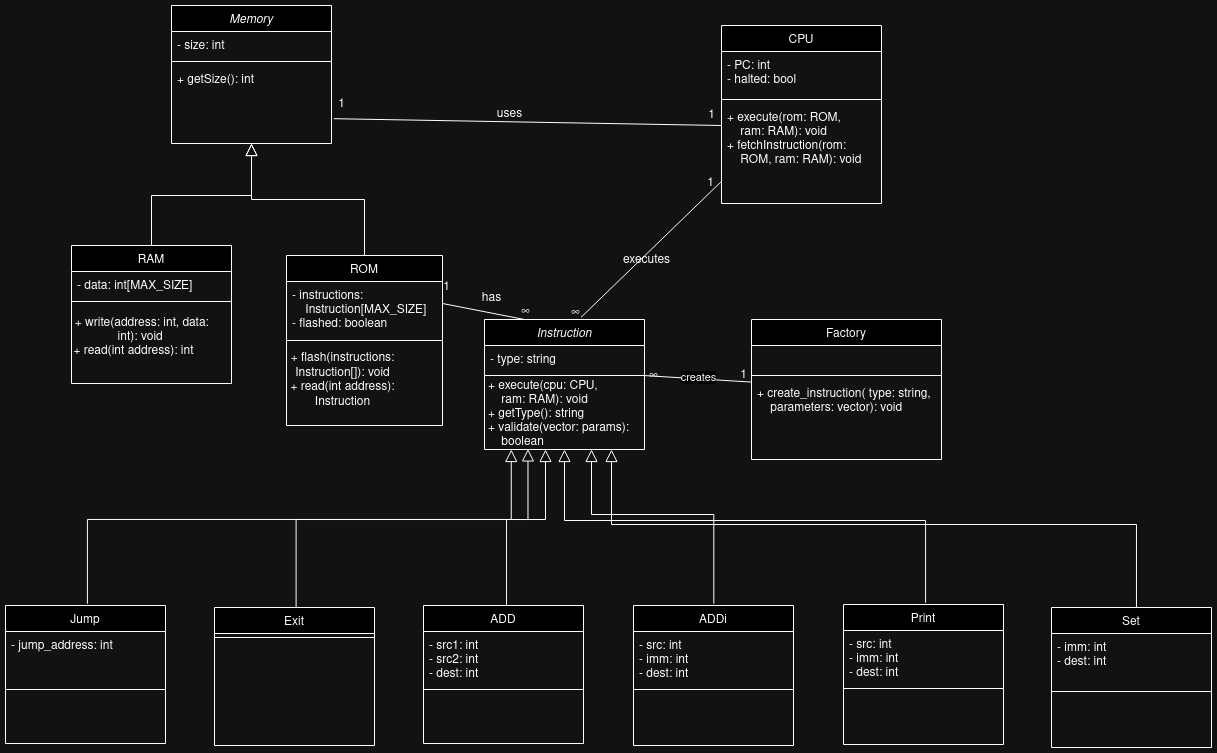 Memory
- size: int
+ getSize(): int
CPU
- PC: int
- halted: bool
+ execute(rom: ROM,
ram: RAM): void
+ fetchInstruction(rom:
ROM, ram: RAM): void
1
uses
1
1
executes
∞
RAM
- data: int[MAX_SIZE]
+ write(address: int, data:
int): void
+ read(int address): int
ROM
- instructions:
Instruction[MAX_SIZE]
- flashed: boolean
+ flash(instructions:
Instruction[]): void
+ read(int address):
Instruction
1
has
∞
Instruction
- type: string
+ execute(cpu: CPU,
ram: RAM): void
+ getType(): string
+ validate(vector: params):
boolean
∞
creates
1
Factory
+ create_instruction( type: string,
parameters: vector): void
Jump
- jump_address: int
Exit
ADD
- src1: int
- src2: int
- dest: int
ADDi
- src: int
- imm: int
- dest: int
Print
- src: int
- imm: int
- dest: int
Set
- imm: int
- dest: int